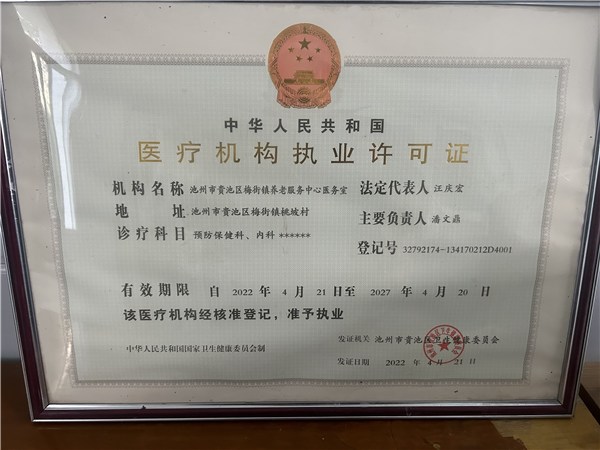 中华人民共和国
医疗机构执业许可证
机构名称 池州市贵池区梅街镇养老服务中心医务室
法定代表人 汪庆宏
地址 池州市贵池区梅街镇桃坡村
主要负责人 潘文鼎
诊疗科目 预防保健科、内科 ******
登记号 32792174-134170212D4001
有效期限 自 2022 年 4 月 21 日至 2027 年 4 月 20 日
该医疗机构经核准登记，准予执业
发证机关 池州市贵池区卫生健康委员会
中华人民共和国国家卫生健康委员会制
发证日期 2022 年 4 月 21 日